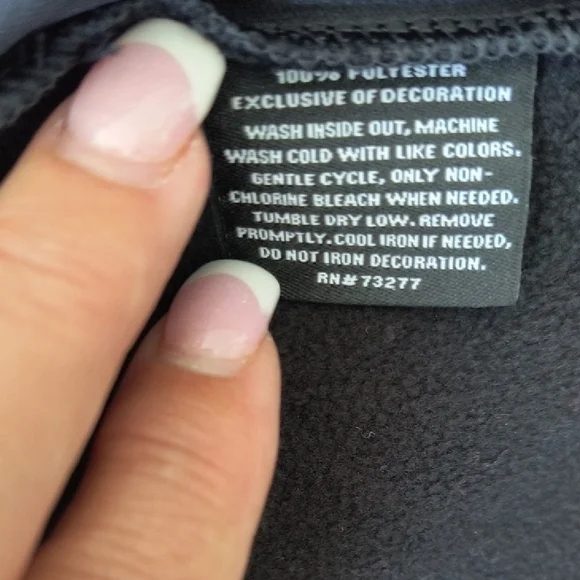 100% POLYESTER
EXCLUSIVE OF DECORATION
WASH INSIDE OUT, MACHINE
WASH COLD WITH LIKE COLORS.
GENTLE CYCLE, ONLY NON-
CHLORINE BLEACH WHEN NEEDED.
TUMBLE DRY LOW. REMOVE
PROMPTLY. COOL IRON IF NEEDED,
DO NOT IRON DECORATION.
RN# 73277